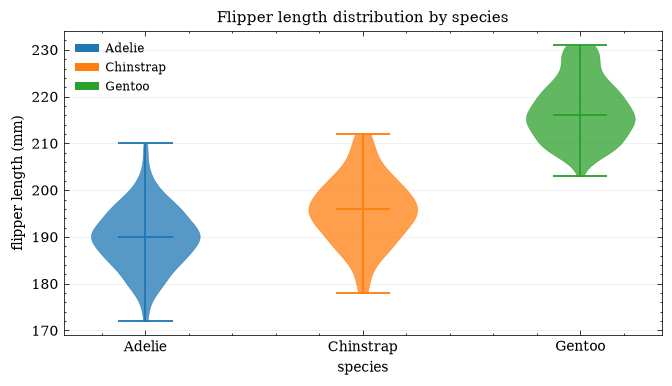 Flipper length distribution by species
Adelie
Chinstrap
Gentoo
flipper length (mm)
230
220
210
200
190
180
170
Adelie Chinstrap Gentoo
species